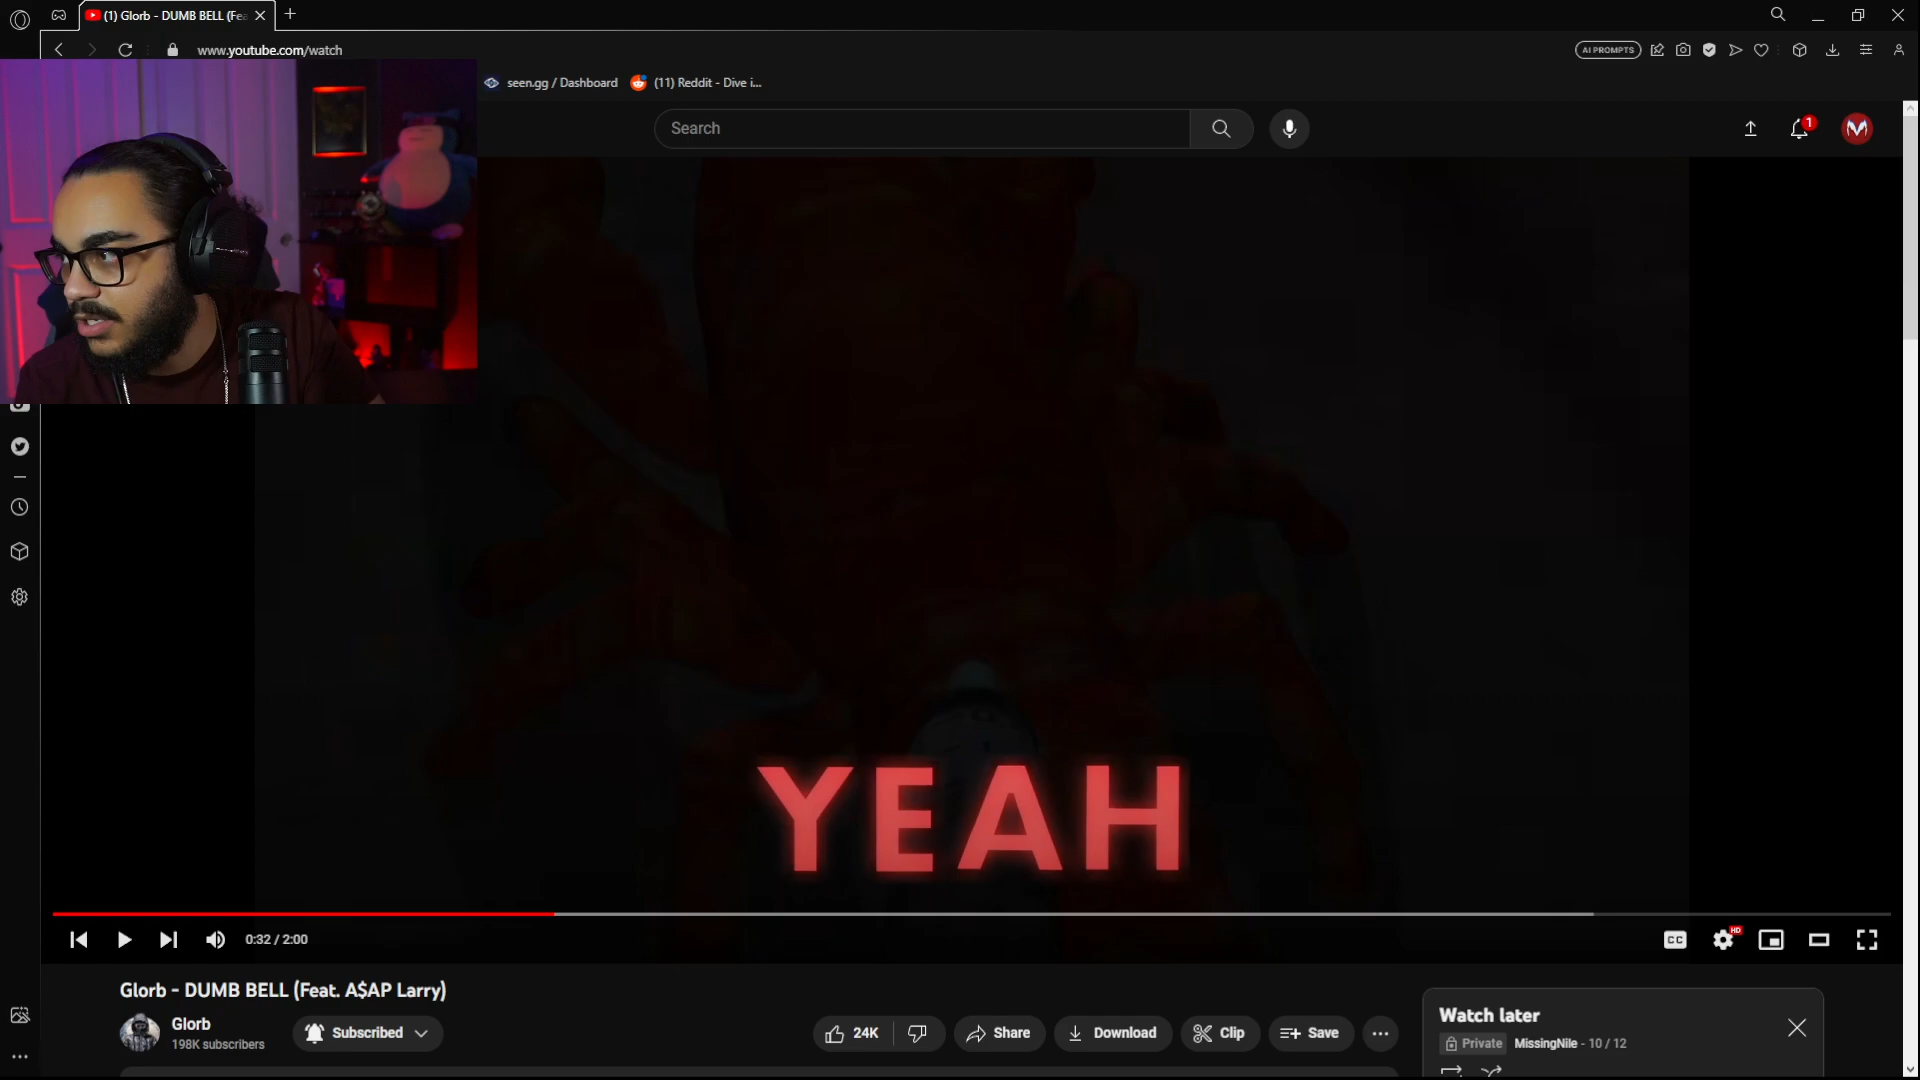 (1) Glorb - DUMB BELL (Fea
www.youtube.com/watch
AI PROMPTS
seen.gg / Dashboard
(11) Reddit - Dive i...
Search
1
YEAH
0:32 / 2:00
CC
HD
Glorb - DUMB BELL (Feat. A$AP Larry)
Glorb
198K subscribers
Subscribed
24K
Share
Download
Clip
Save
Watch later
Private
MissingNile - 10 / 12